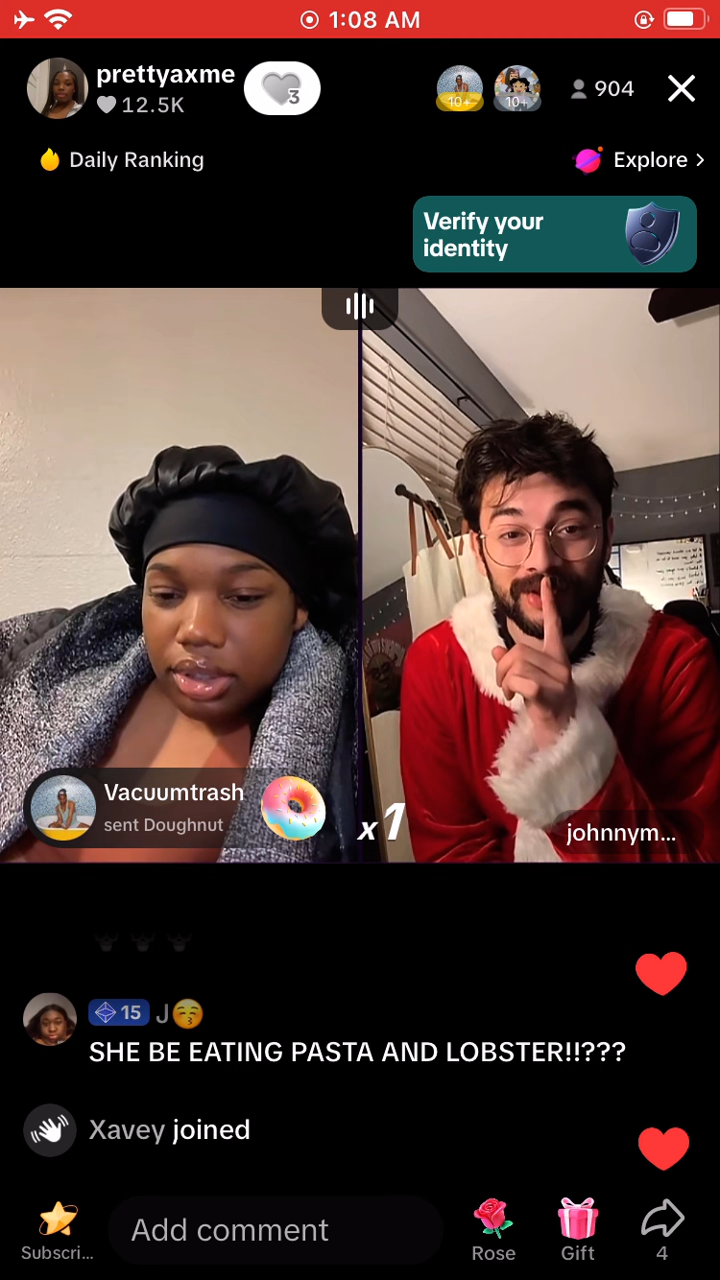 1:08 AM
prettyaxme
12.5K
3
10+
10+
904
Daily Ranking
Explore >
Verify your
identity
Vacuumtrash
sent Doughnut
x1
johnnym...
15 J😚
SHE BE EATING PASTA AND LOBSTER!!???
Xavey joined
Add comment
Subscri...
Rose
Gift
4